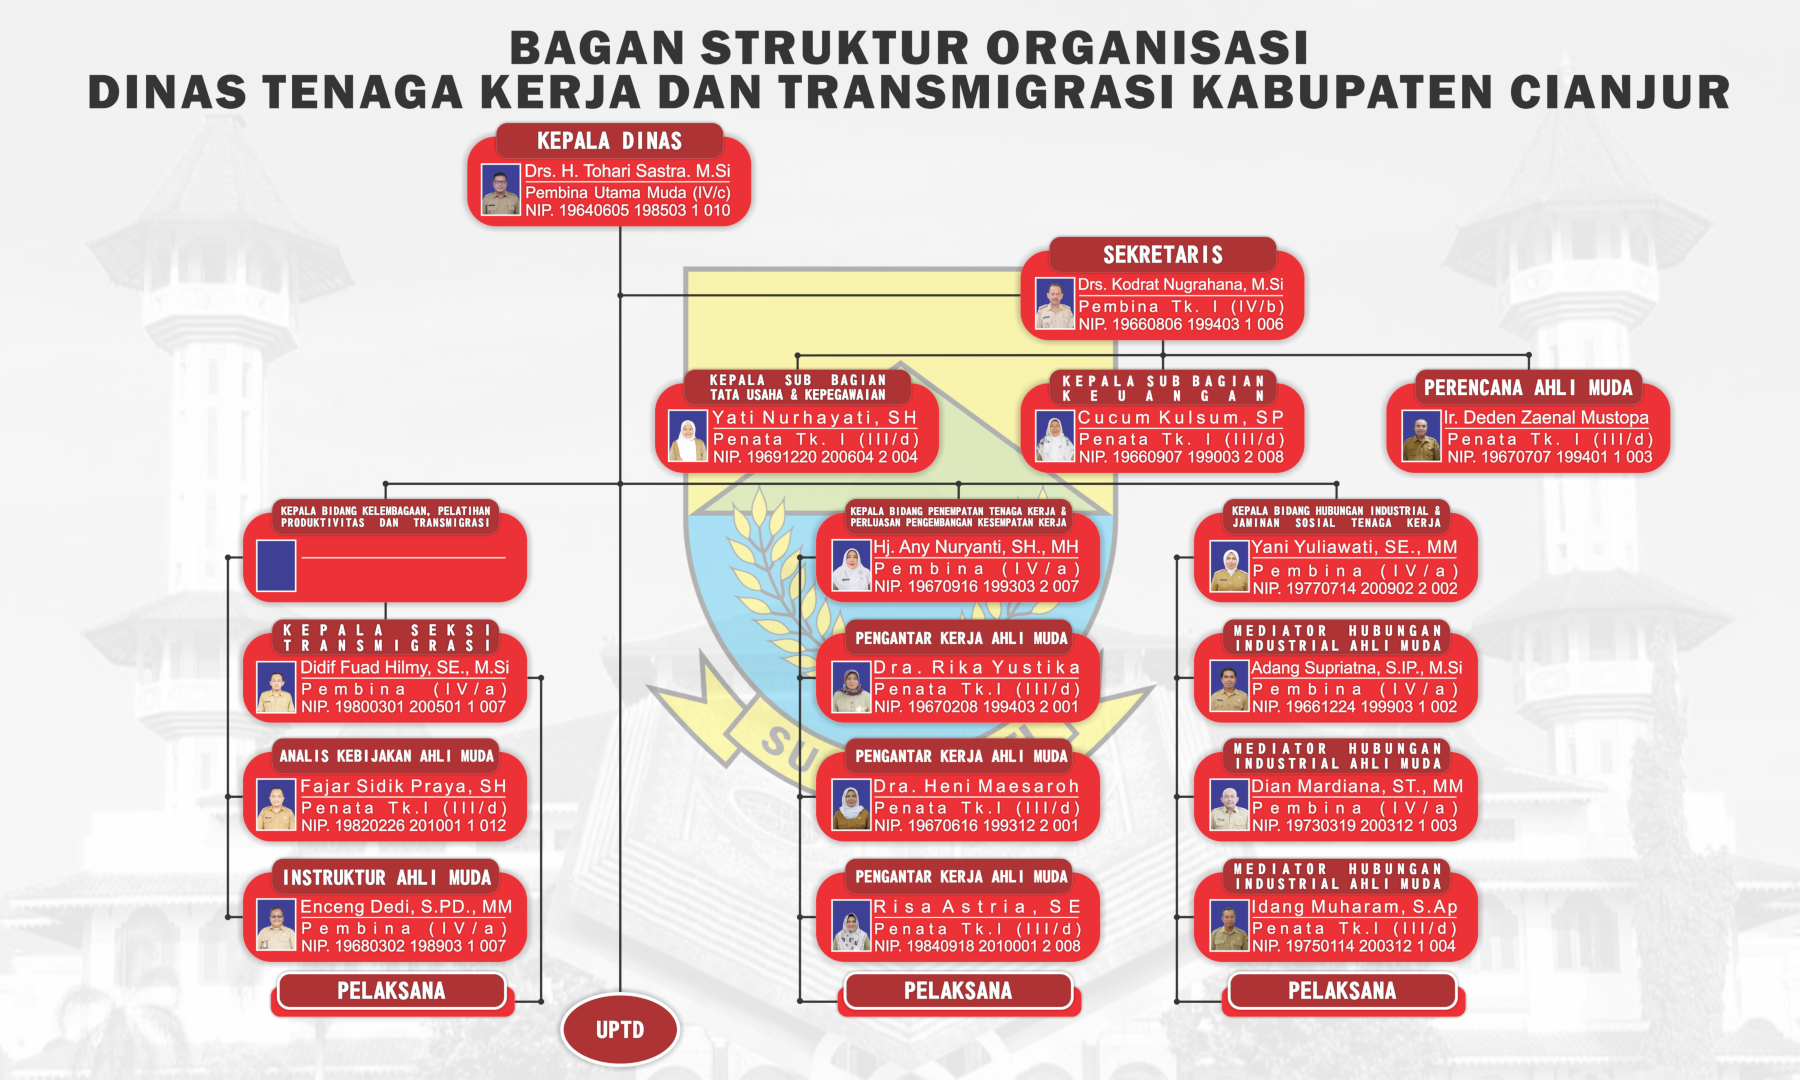 BAGAN STRUKTUR ORGANISASI
DINAS TENAGA KERJA DAN TRANSMIGRASI KABUPATEN CIANJUR
KEPALA DINAS
Drs. H. Tohari Sastra. M.Si
Pembina Utama Muda (IV/c)
NIP. 19640605 198503 1 010
SEKRETARIS
Drs. Kodrat Nugrahana, M.Si
Pembina Tk. I (IV/b)
NIP. 19660806 199403 1 006
KEPALA SUB BAGIAN
TATA USAHA & KEPEGAWAIAN
Yati Nurhayati, SH
Penata Tk. I (III/d)
NIP. 19691220 200604 2 004
KEPALA SUB BAGIAN
KEUANGAN
Cucum Kulsum, SP
Penata Tk. I (III/d)
NIP. 19660907 199003 2 008
PERENCANA AHLI MUDA
Ir. Deden Zaenal Mustopa
Penata Tk. I (III/d)
NIP. 19670707 199401 1 003
KEPALA BIDANG KELEMBAGAAN, PELATIHAN
PRODUKTIVITAS DAN TRANSMIGRASI
KEPALA SEKSI
TRANSMIGRASI
Didif Fuad Hilmy, SE., M.Si
Pembina (IV/a)
NIP. 19800301 200501 1 007
ANALIS KEBIJAKAN AHLI MUDA
Fajar Sidik Praya, SH
Penata Tk.I (III/d)
NIP. 19820226 201001 1 012
INSTRUKTUR AHLI MUDA
Enceng Dedi, S.PD., MM
Pembina (IV/a)
NIP. 19680302 198903 1 007
PELAKSANA
UPTD
KEPALA BIDANG PENEMPATAN TENAGA KERJA &
PERLUASAN PENGEMBANGAN KESEMPATAN KERJA
Hj. Any Nuryanti, SH., MH
Pembina (IV/a)
NIP. 19670916 199303 2 007
PENGANTAR KERJA AHLI MUDA
Dra. Rika Yustika
Penata Tk.I (III/d)
NIP. 19670208 199403 2 001
PENGANTAR KERJA AHLI MUDA
Dra. Heni Maesaroh
Penata Tk.I (III/d)
NIP. 19670616 199312 2 001
PENGANTAR KERJA AHLI MUDA
Risa Astria, SE
Penata Tk.I (III/d)
NIP. 19840918 2010001 2 008
PELAKSANA
KEPALA BIDANG HUBUNGAN INDUSTRIAL &
JAMINAN SOSIAL TENAGA KERJA
Yani Yuliawati, SE., MM
Pembina (IV/a)
NIP. 19770714 200902 2 002
MEDIATOR HUBUNGAN
INDUSTRIAL AHLI MUDA
Adang Supriatna, S.IP., M.Si
Pembina (IV/a)
NIP. 19661224 199903 1 002
MEDIATOR HUBUNGAN
INDUSTRIAL AHLI MUDA
Dian Mardiana, ST., MM
Pembina (IV/a)
NIP. 19730319 200312 1 003
MEDIATOR HUBUNGAN
INDUSTRIAL AHLI MUDA
Idang Muharam, S.Ap
Penata Tk.I (III/d)
NIP. 19750114 200312 1 004
PELAKSANA